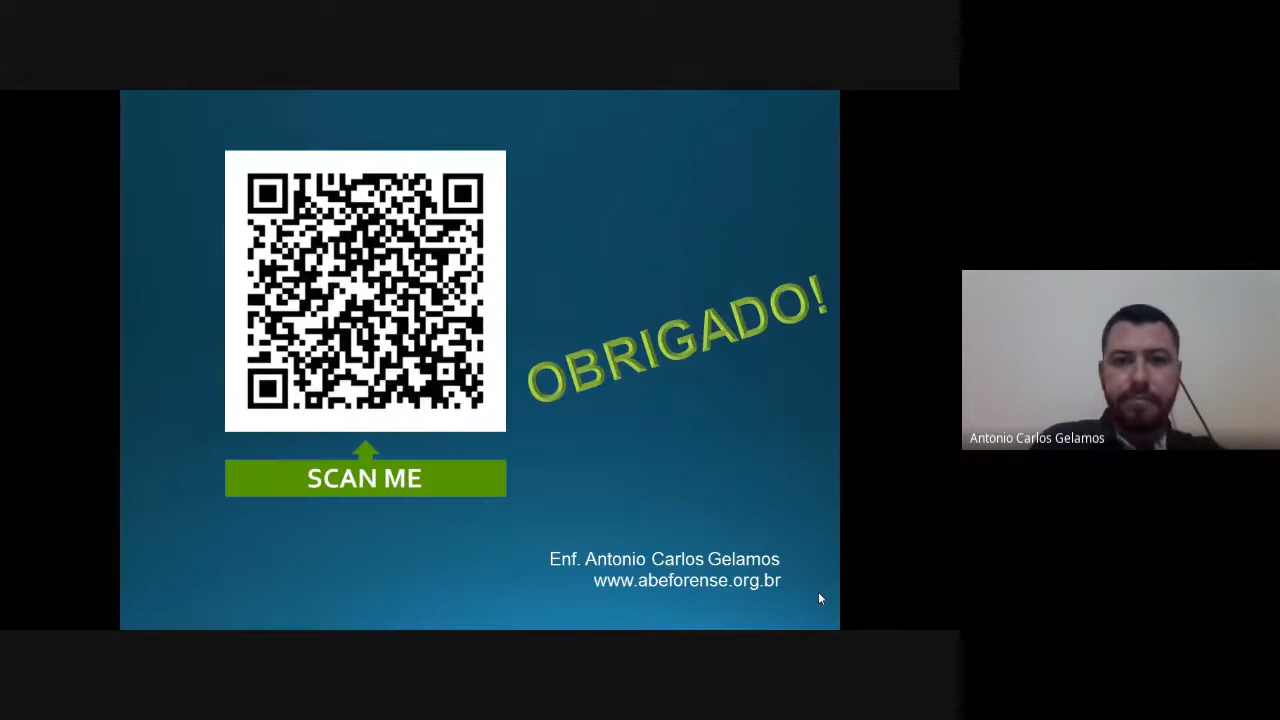 OBRIGADO!
SCAN ME
Enf. Antonio Carlos Gelamos
www.abeforense.org.br
Antonio Carlos Gelamos